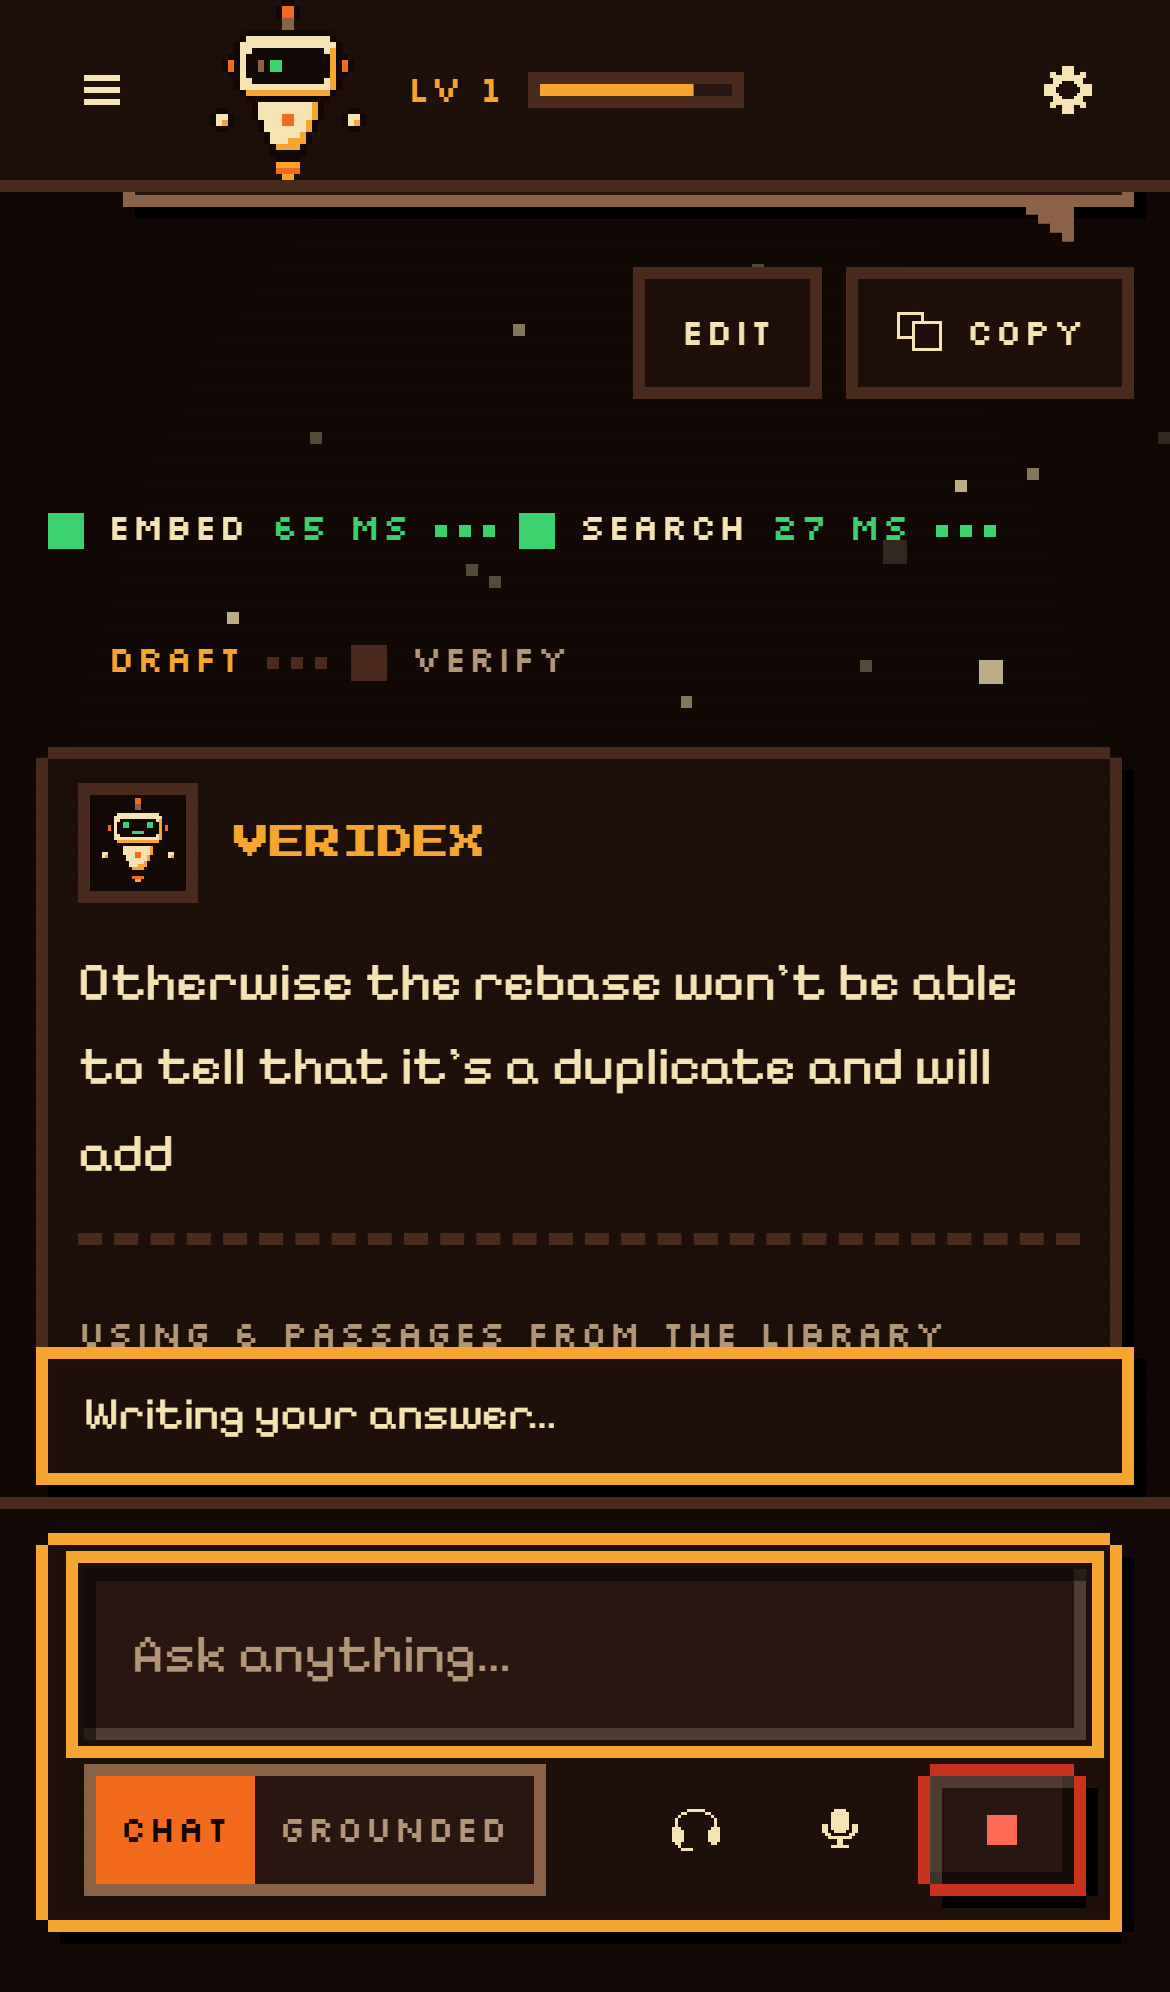 LV 1
EDIT
COPY
EMBED 65 MS SEARCH 27 MS
DRAFT VERIFY
VERIDEX
Otherwise the rebase won't be able
to tell that it's a duplicate and will
add
USING 6 PASSAGES FROM THE LIBRARY
Writing your answer...
Ask anything...
CHAT GROUNDED